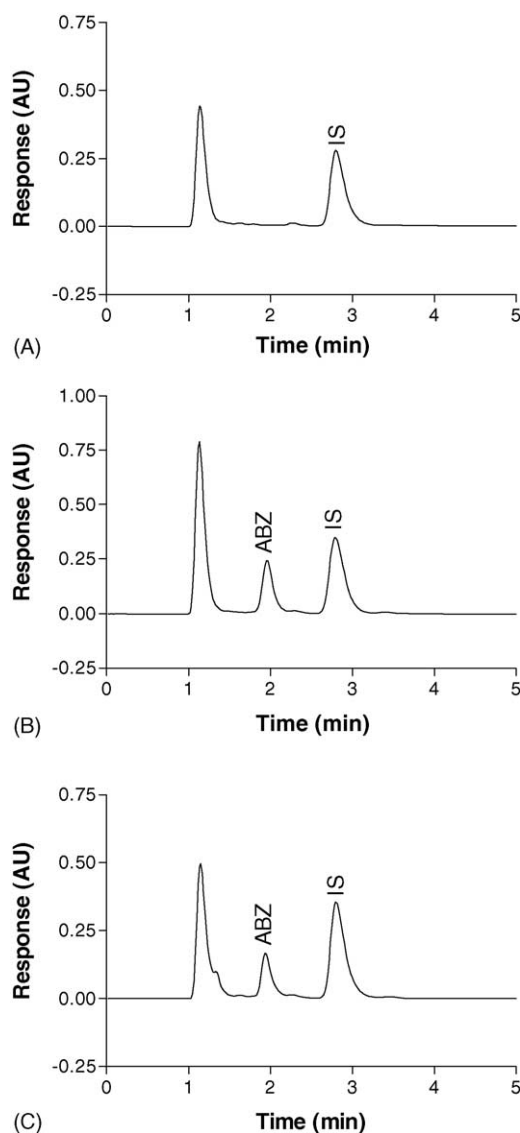 0.75
0.50
0.25
0.00
-0.25
Response (AU)
IS
0 1 2 3 4 5
Time (min)
(A)
1.00
0.75
0.50
0.25
0.00
-0.25
Response (AU)
ABZ
IS
0 1 2 3 4 5
Time (min)
(B)
0.75
0.50
0.25
0.00
-0.25
Response (AU)
ABZ
IS
0 1 2 3 4 5
Time (min)
(C)